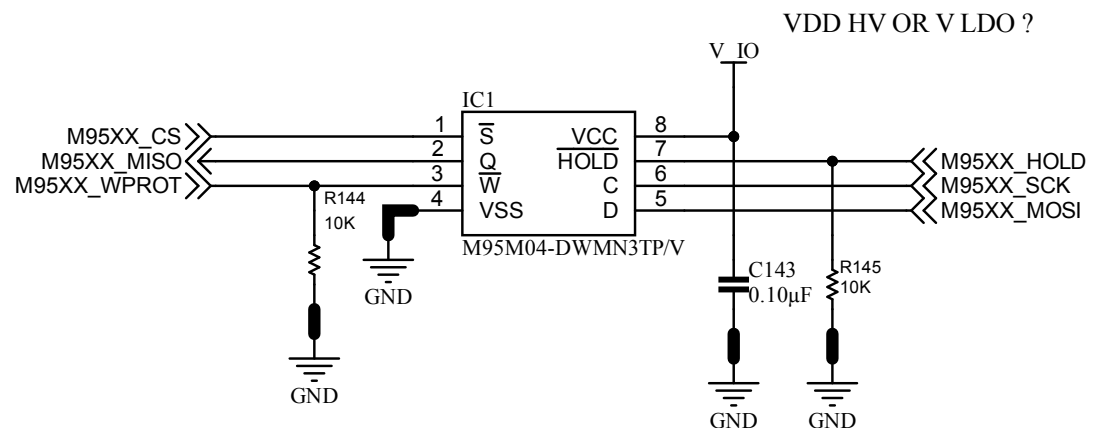 VDD HV OR V LDO ?
V_IO
IC1
M95XX_CS 1 S VCC 8
M95XX_MISO 2 Q HOLD 7 M95XX_HOLD
M95XX_WPROT 3 W C 6 M95XX_SCK
4 VSS D 5 M95XX_MOSI
R144
10K
M95M04-DWMN3TP/V
GND
C143
0.10µF
R145
10K
GND
GND
GND